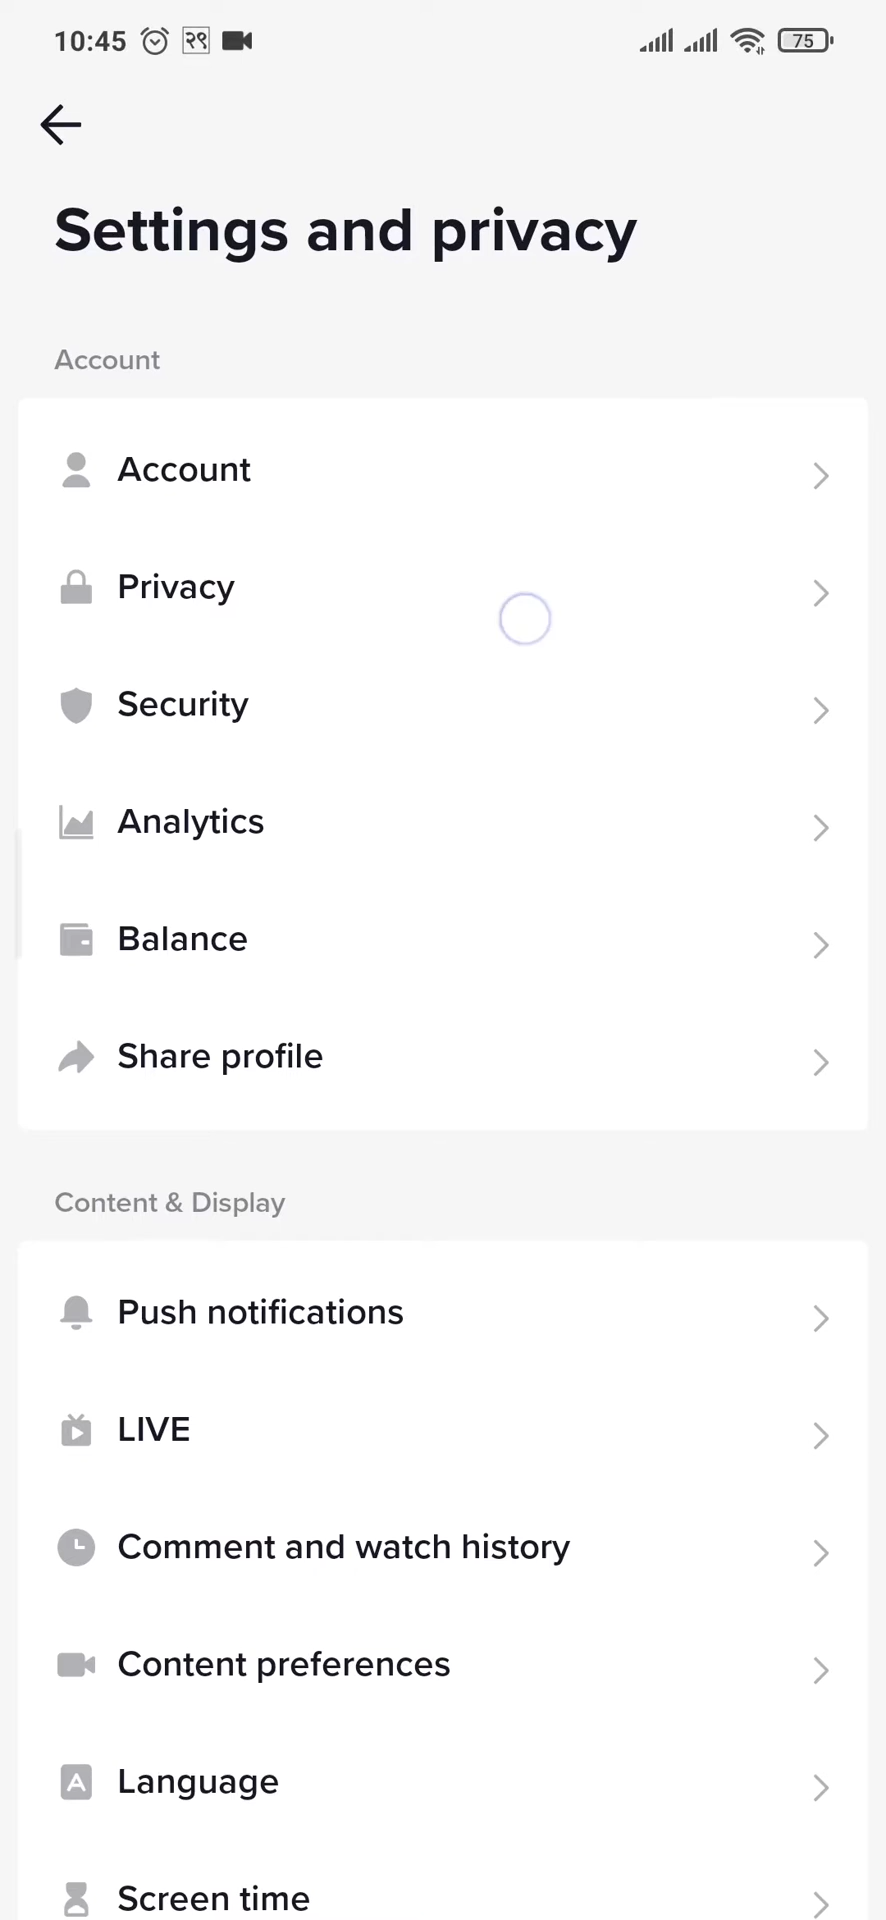 10:45 २९ 75
Settings and privacy
Account
Account
Privacy
Security
Analytics
Balance
Share profile
Content & Display
Push notifications
LIVE
Comment and watch history
Content preferences
A Language
Screen time